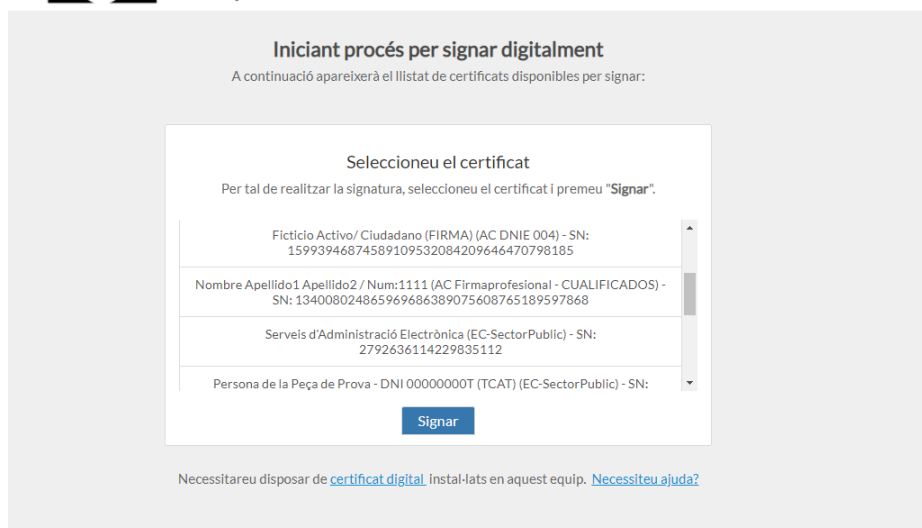 Iniciant procés per signar digitalment
A continuació apareixerà el llistat de certificats disponibles per signar:
Seleccioneu el certificat
Per tal de realitzar la signatura, seleccioneu el certificat i premeu "Signar".
Ficticio Activo/ Ciudadano (FIRMA) (AC DNIE 004) - SN:
159939468745891095320842096464707981​85
Nombre Apellido1 Apellido2 / Num:1111 (AC Firmaprofesional - CUALIFICADOS) -
SN: 134008024865969686389075608765189597868
Serveis d'Administració Electrònica (EC-SectorPublic) - SN:
2792636114229835112
Persona de la Peça de Prova - DNI 00000000T (TCAT) (EC-SectorPublic) - SN:
Signar
Necessitareu disposar de certificat digital instal·lats en aquest equip. Necessiteu ajuda?